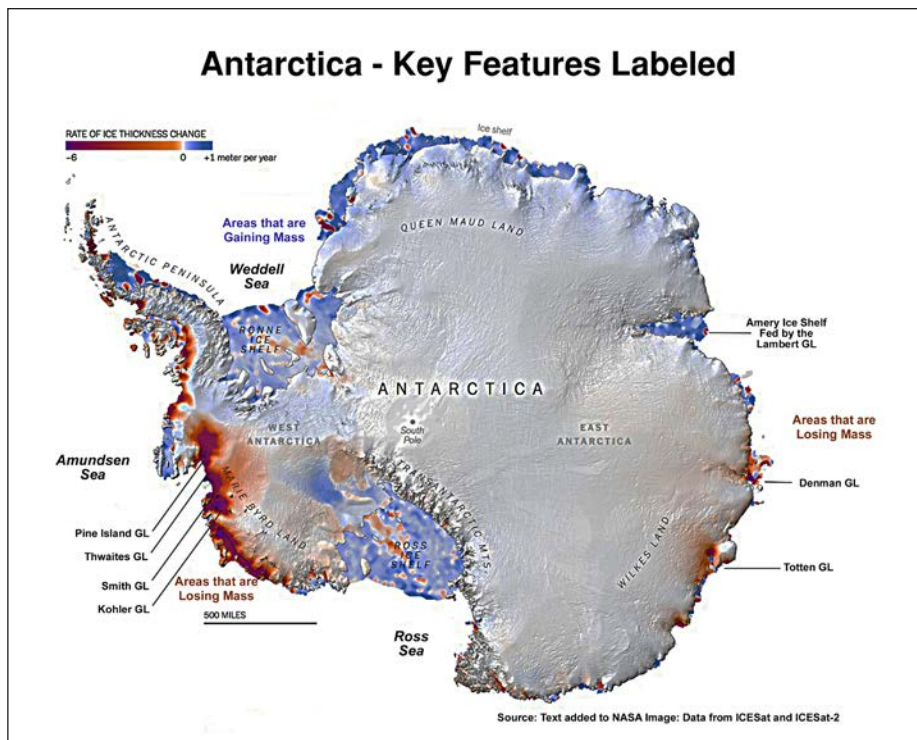 Antarctica - Key Features Labeled
RATE OF ICE THICKNESS CHANGE
-6 0 +1 meter per year
Ice shelf
Areas that are
Gaining Mass
QUEEN MAUD LAND
ANTARCTIC PENINSULA
Weddell
Sea
RONNE
ICE
SHELF
Amery Ice Shelf
Fed by the
Lambert GL
ANTARCTICA
South
Pole
WEST
ANTARCTICA
EAST
ANTARCTICA
Areas that are
Losing Mass
Amundsen
Sea
TRANSANTARCTIC MTS.
MARIE BYRD LAND
Denman GL
Pine Island GL
Thwaites GL
Smith GL
Kohler GL
ROSS
ICE
SHELF
WILKES LAND
Totten GL
Areas that are
Losing Mass
500 MILES
Ross
Sea
Source: Text added to NASA Image: Data from ICESat and ICESat-2